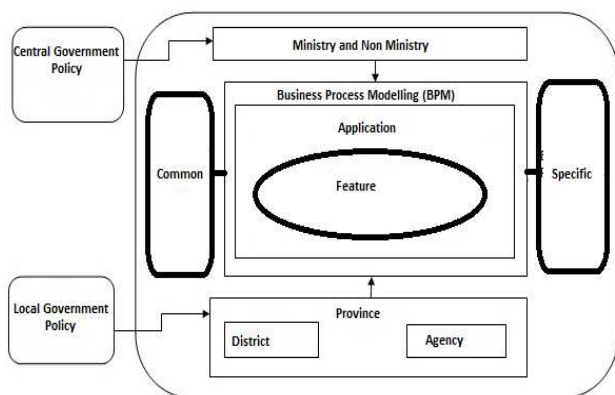 Central Government
Policy
Ministry and Non Ministry
Business Process Modelling (BPM)
Application
Common
Feature
Specific
Local Government
Policy
Province
District
Agency